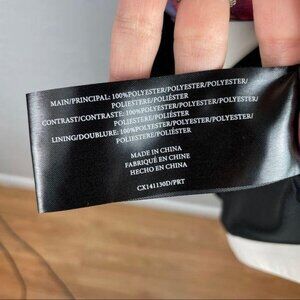 MAIN/PRINCIPAL: 100%POLYESTER/POLYESTER/POLYESTER/
POLIESTERE/POLIÉSTER
CONTRAST/CONTRASTE: 100%POLYESTER/POLYESTER/POLYESTER/
POLIESTERE/POLIÉSTER
LINING/DOUBLURE: 100%POLYESTER/POLYESTER/POLYESTER/
POLIESTERE/POLIÉSTER
MADE IN CHINA
FABRIQUÉ EN CHINE
HECHO EN CHINA
CX141130D/PRT